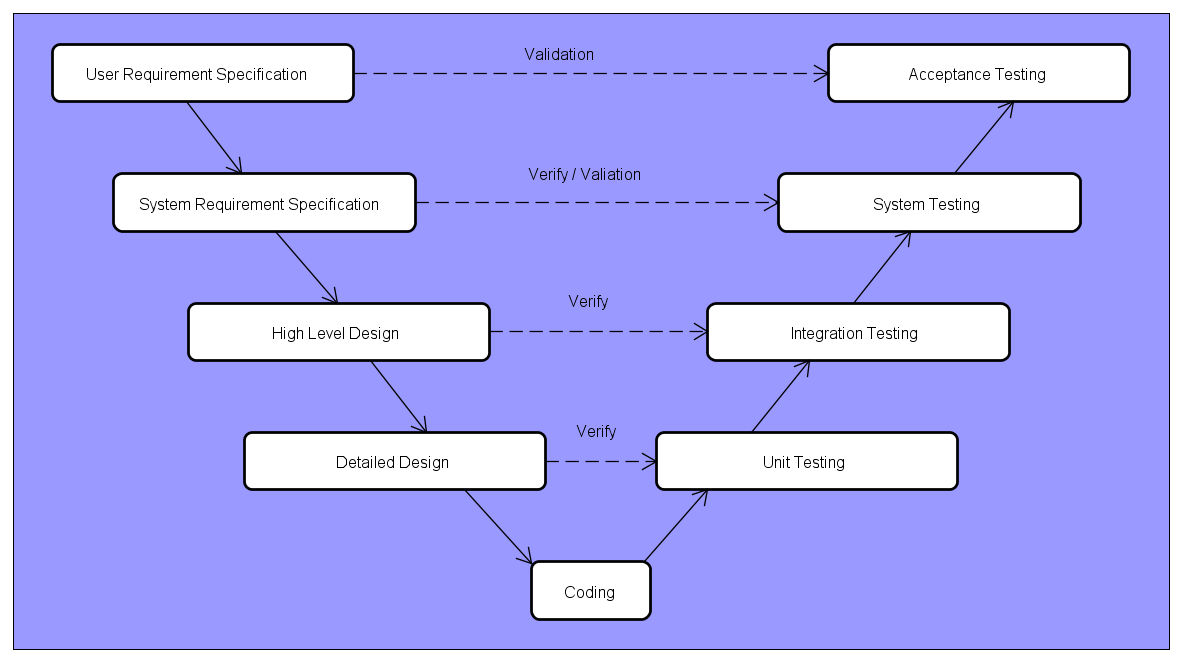 Validation
User Requirement Specification
Acceptance Testing
Verify / Valiation
System Requirement Specification
System Testing
Verify
High Level Design
Integration Testing
Verify
Detailed Design
Unit Testing
Coding